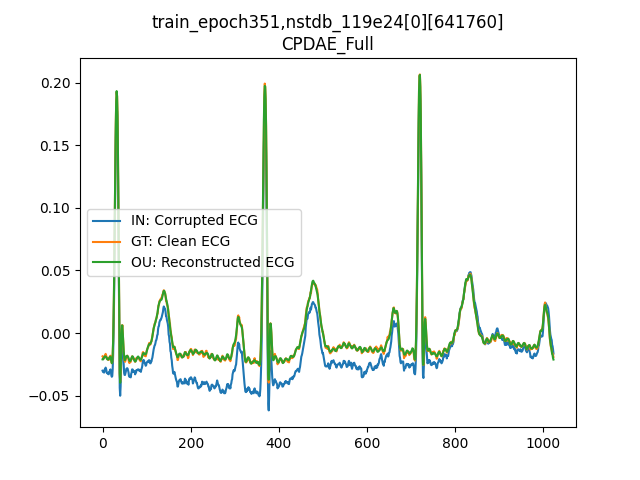 train_epoch351,nstdb_119e24[0][641760]
CPDAE_Full
0.20
0.15
0.10
0.05
0.00
−0.05
IN: Corrupted ECG
GT: Clean ECG
OU: Reconstructed ECG
0 200 400 600 800 1000